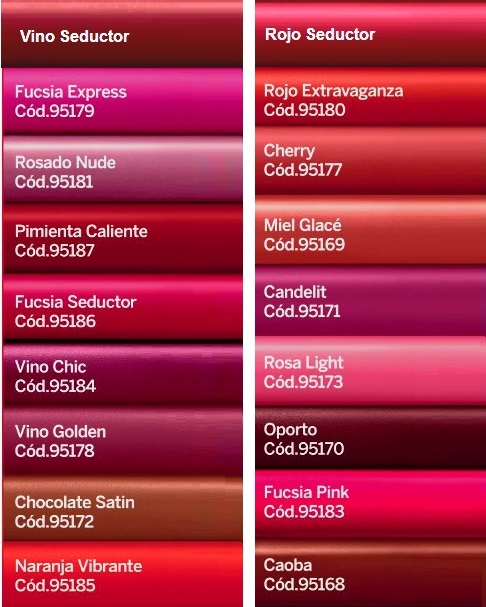 Vino Seductor
Fucsia Express
Cód.95179
Rosado Nude
Cód.95181
Pimienta Caliente
Cód.95187
Fucsia Seductor
Cód.95186
Vino Chic
Cód.95184
Vino Golden
Cód.95178
Chocolate Satin
Cód.95172
Naranja Vibrante
Cód.95185
Rojo Seductor
Rojo Extravaganza
Cód.95180
Cherry
Cód.95177
Miel Glacé
Cód.95169
Candelit
Cód.95171
Rosa Light
Cód.95173
Oporto
Cód.95170
Fucsia Pink
Cód.95183
Caoba
Cód.95168